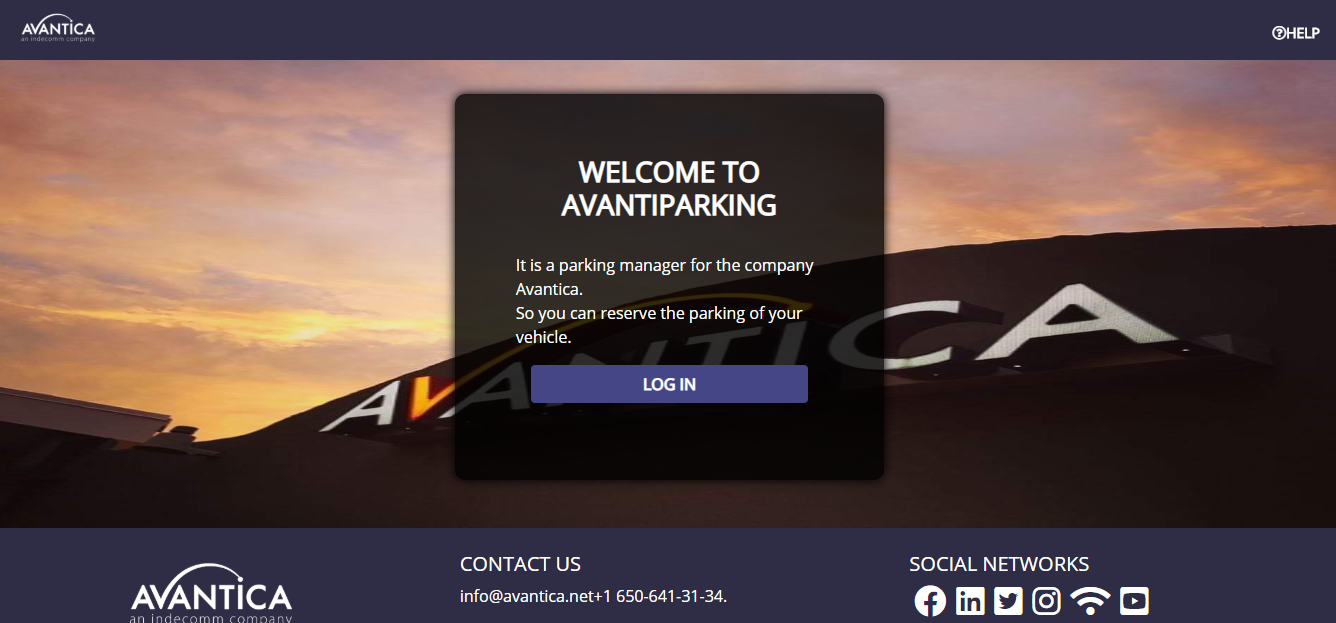 AVANTICA
an indecomm company
HELP
WELCOME TO
AVANTIPARKING
It is a parking manager for the company
Avantica.
So you can reserve the parking of your
vehicle.
LOG IN
AVANTICA
CONTACT US
SOCIAL NETWORKS
AVANTICA
an indecomm company
info@avantica.net+1 650-641-31-34.